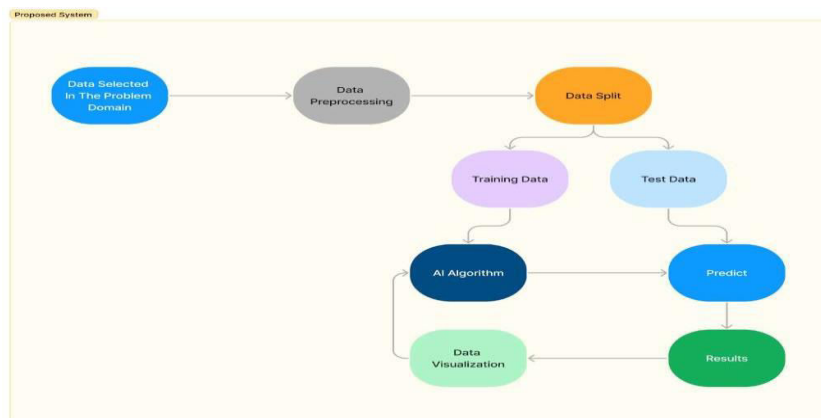 Proposed System
Data Selected
In The Problem
Domain
Data
Preprocessing
Data Split
Training Data
Test Data
AI Algorithm
Predict
Data
Visualization
Results